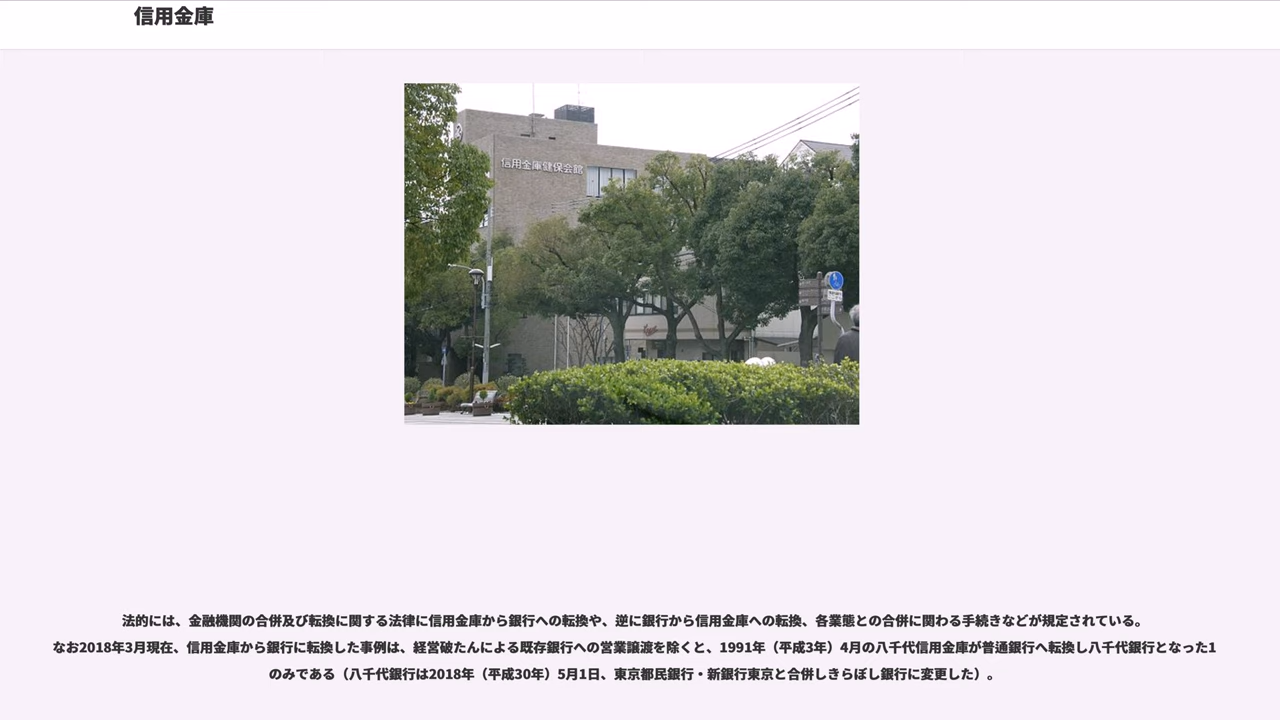 信用金庫
信用金庫健保会館
法的には、金融機関の合併及び転換に関する法律に信用金庫から銀行への転換や、逆に銀行から信用金庫への転換、各業態との合併に関わる手続きなどが規定されている。
なお2018年3月現在、信用金庫から銀行に転換した事例は、経営破たんによる既存銀行への営業譲渡を除くと、1991年（平成3年）4月の八千代信用金庫が普通銀行へ転換し八千代銀行となった1
のみである（八千代銀行は2018年（平成30年）5月1日、東京都民銀行・新銀行東京と合併しきらぼし銀行に変更した）。